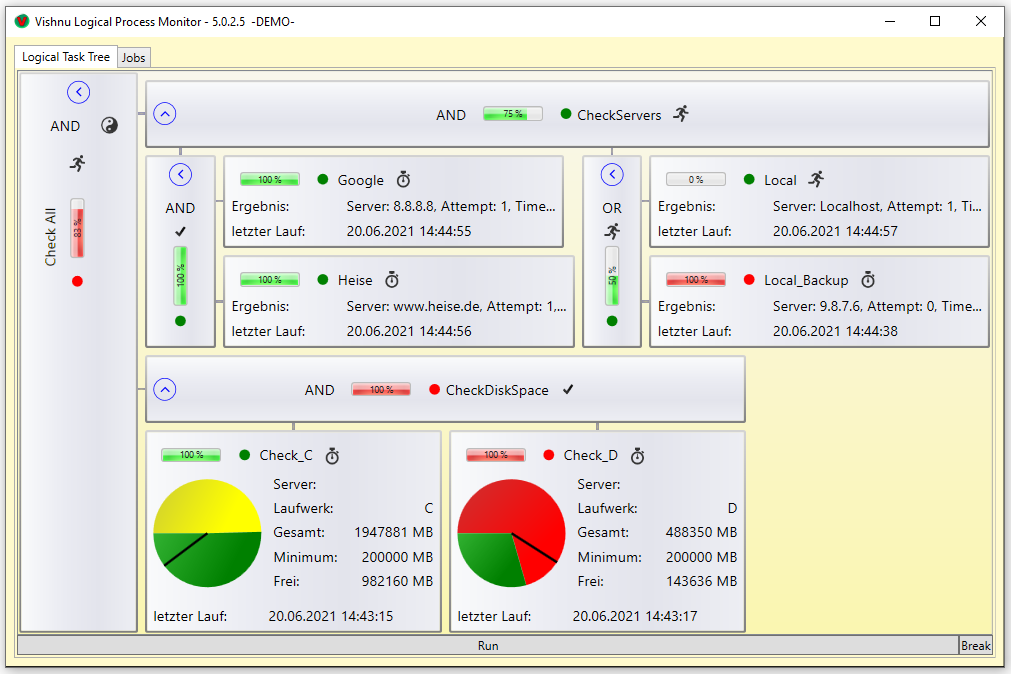 Vishnu Logical Process Monitor - 5.0.2.5 -DEMO-
Logical Task Tree
Jobs
AND
Check All
83 %
AND
75 %
CheckServers
AND
100 %
100 %
Google
Ergebnis:
Server: 8.8.8.8, Attempt: 1, Time...
letzter Lauf:
20.06.2021 14:44:55
100 %
Heise
Ergebnis:
Server: www.heise.de, Attempt: 1,...
letzter Lauf:
20.06.2021 14:44:56
OR
50 %
0 %
Local
Ergebnis:
Server: Localhost, Attempt: 1, Ti...
letzter Lauf:
20.06.2021 14:44:57
100 %
Local_Backup
Ergebnis:
Server: 9.8.7.6, Attempt: 0, Time...
letzter Lauf:
20.06.2021 14:44:38
AND
100 %
CheckDiskSpace
100 %
Check_C
Server:
Laufwerk: C
Gesamt: 1947881 MB
Minimum: 200000 MB
Frei: 982160 MB
letzter Lauf: 20.06.2021 14:43:15
100 %
Check_D
Server:
Laufwerk: D
Gesamt: 488350 MB
Minimum: 200000 MB
Frei: 143636 MB
letzter Lauf: 20.06.2021 14:43:17
Run
Break